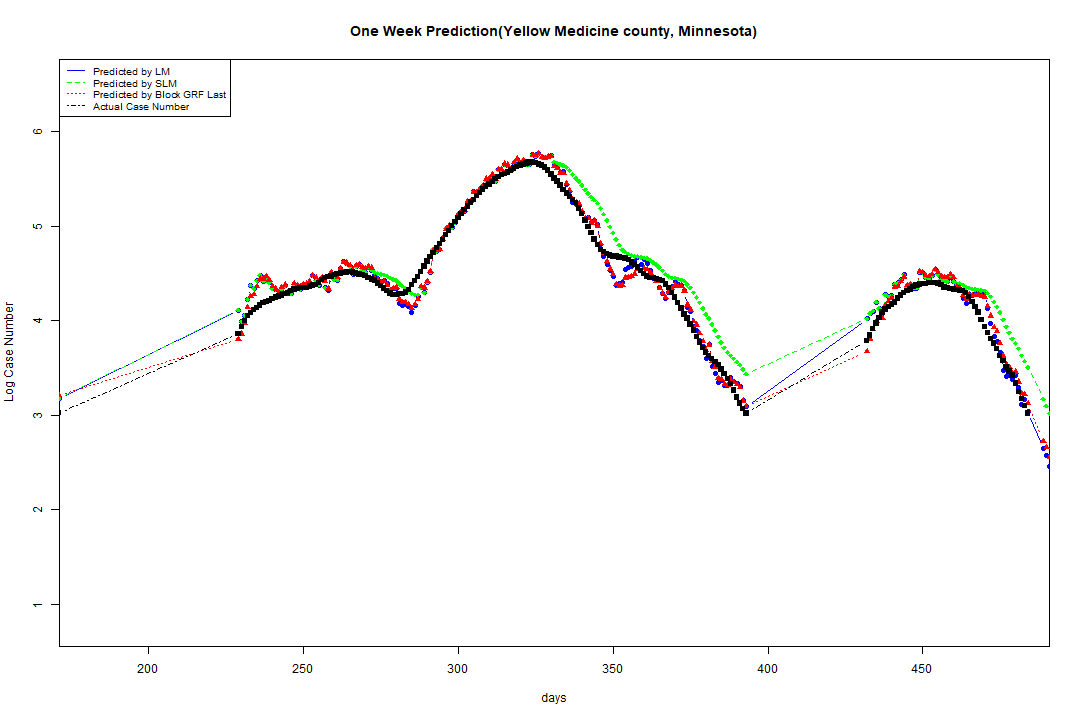 One Week Prediction(Yellow Medicine county, Minnesota)
Predicted by LM
Predicted by SLM
Predicted by Block GRF Last
Actual Case Number
6
5
4
3
2
1
Log Case Number
200 250 300 350 400 450
days